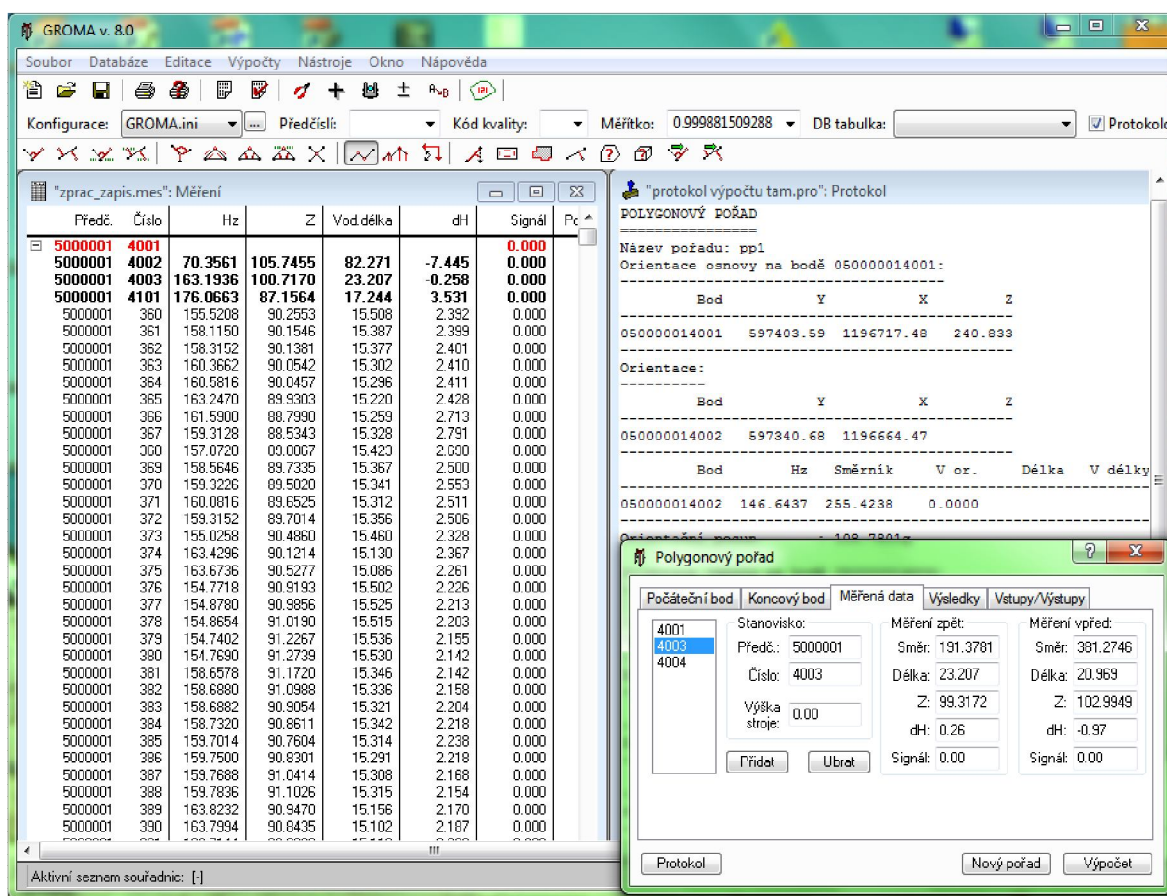 GROMA v. 8.0
Soubor Databáze Editace Výpočty Nástroje Okno Nápověda
Konfigurace: GROMA.ini ... Předčíslí: Kód kvality: Měřítko: 0.999881509288 DB tabulka: Protokolo
"zprac_zapis.mes": Měření
Předč. Číslo Hz Z Vod.délka dH Signál Po
5000001 4001 0.000
5000001 4002 70.3561 105.7455 82.271 -7.445 0.000
5000001 4003 163.1936 100.7170 23.207 -0.258 0.000
5000001 4101 176.0663 87.1564 17.244 3.531 0.000
5000001 360 155.5208 90.2553 15.508 2.392 0.000
5000001 361 158.1150 90.1546 15.387 2.399 0.000
5000001 362 158.3152 90.1381 15.377 2.401 0.000
5000001 363 160.3662 90.0542 15.302 2.410 0.000
5000001 364 160.5816 90.0457 15.296 2.411 0.000
5000001 365 163.2470 89.9303 15.220 2.428 0.000
5000001 366 161.5900 88.7990 15.259 2.713 0.000
5000001 367 159.3128 88.5343 15.328 2.791 0.000
5000001 157.0720 0.000
5000001 369 158.5646 89.7335 15.367 2.500 0.000
5000001 370 159.3226 89.5020 15.341 2.553 0.000
5000001 371 160.0816 89.6525 15.312 2.511 0.000
5000001 372 159.3152 89.7014 15.356 2.506 0.000
5000001 373 155.0258 90.4860 15.460 2.328 0.000
5000001 374 163.4296 90.1214 15.130 2.367 0.000
5000001 375 163.6736 90.5277 15.086 2.261 0.000
5000001 376 154.7718 90.9193 15.502 2.226 0.000
5000001 377 154.8780 90.9856 15.525 2.213 0.000
5000001 378 154.8654 91.0190 15.515 2.203 0.000
5000001 379 154.7402 91.2267 15.536 2.155 0.000
5000001 380 154.7690 91.2739 15.530 2.142 0.000
5000001 381 158.6578 91.1720 15.346 2.142 0.000
5000001 382 158.6880 91.0988 15.336 2.158 0.000
5000001 383 158.6882 90.9054 15.321 2.204 0.000
5000001 384 158.7320 90.8611 15.342 2.218 0.000
5000001 385 159.7014 90.7604 15.314 2.238 0.000
5000001 386 159.7500 90.8301 15.291 2.218 0.000
5000001 387 159.7688 91.0414 15.308 2.168 0.000
5000001 388 159.7836 91.1026 15.315 2.154 0.000
5000001 389 163.8232 90.9470 15.156 2.170 0.000
5000001 390 163.7994 90.8435 15.102 2.187 0.000
Aktivní seznam souřadnic: [-]
"protokol výpočtu tam.pro": Protokol
POLYGONOVÝ POŘAD
Název pořadu: pp1
Orientace osnovy na bodě 050000014001:
Bod Y X Z
050000014001 597403.59 1196717.48 240.833
Orientace:
Bod Y X Z
050000014002 597340.68 1196664.47
Bod Hz Směrník V or. Délka V délky
050000014002 146.6437 255.4238 0.0000
Orientační posun : 108.7801g
Polygonový pořad
Počáteční bod Koncový bod Měřená data Výsledky Vstupy/Výstupy
4001
4003
4004
Stanovisko:
Předč.: 5000001
Číslo: 4003
Výška stroje: 0.00
Přidat Ubrat
Měření zpět:
Směr: 191.3781
Délka: 23.207
Z: 99.3172
dH: 0.26
Signál: 0.00
Měření vpřed:
Směr: 381.2746
Délka: 20.969
Z: 102.9949
dH: -0.97
Signál: 0.00
Protokol Nový pořad Výpočet